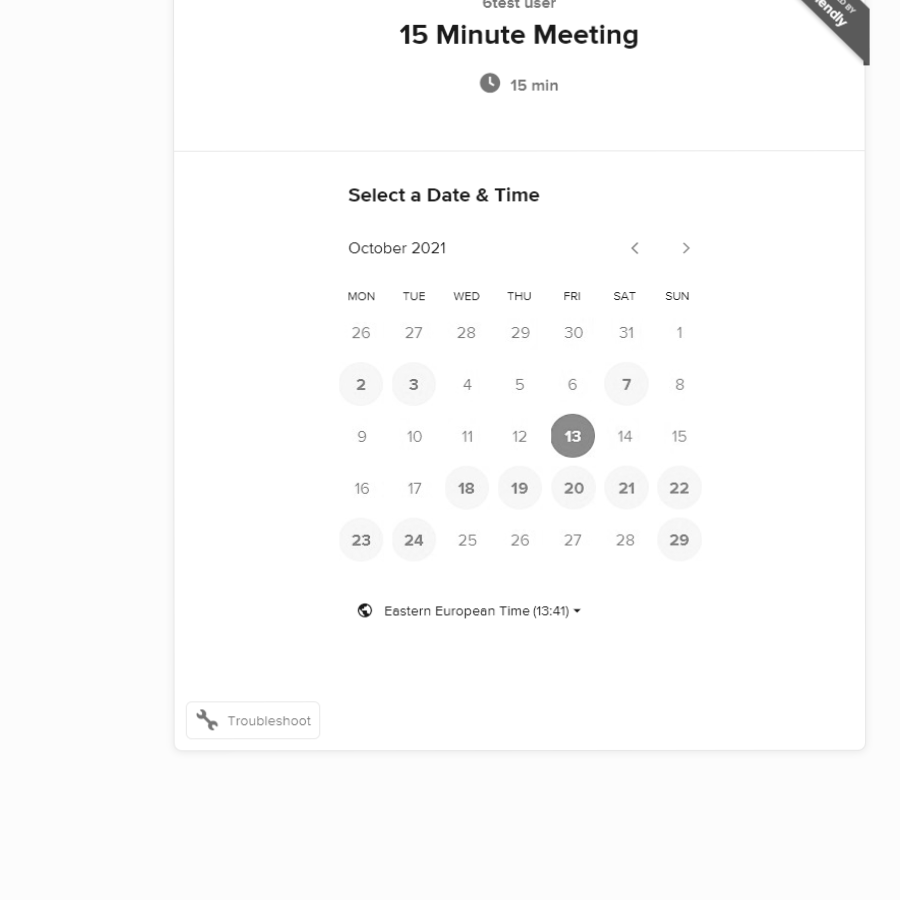 6test user
15 Minute Meeting
15 min
Select a Date & Time
October 2021
MON TUE WED THU FRI SAT SUN
26 27 28 29 30 31 1
2 3 4 5 6 7 8
9 10 11 12 13 14 15
16 17 18 19 20 21 22
23 24 25 26 27 28 29
Eastern European Time (13:41)
Troubleshoot